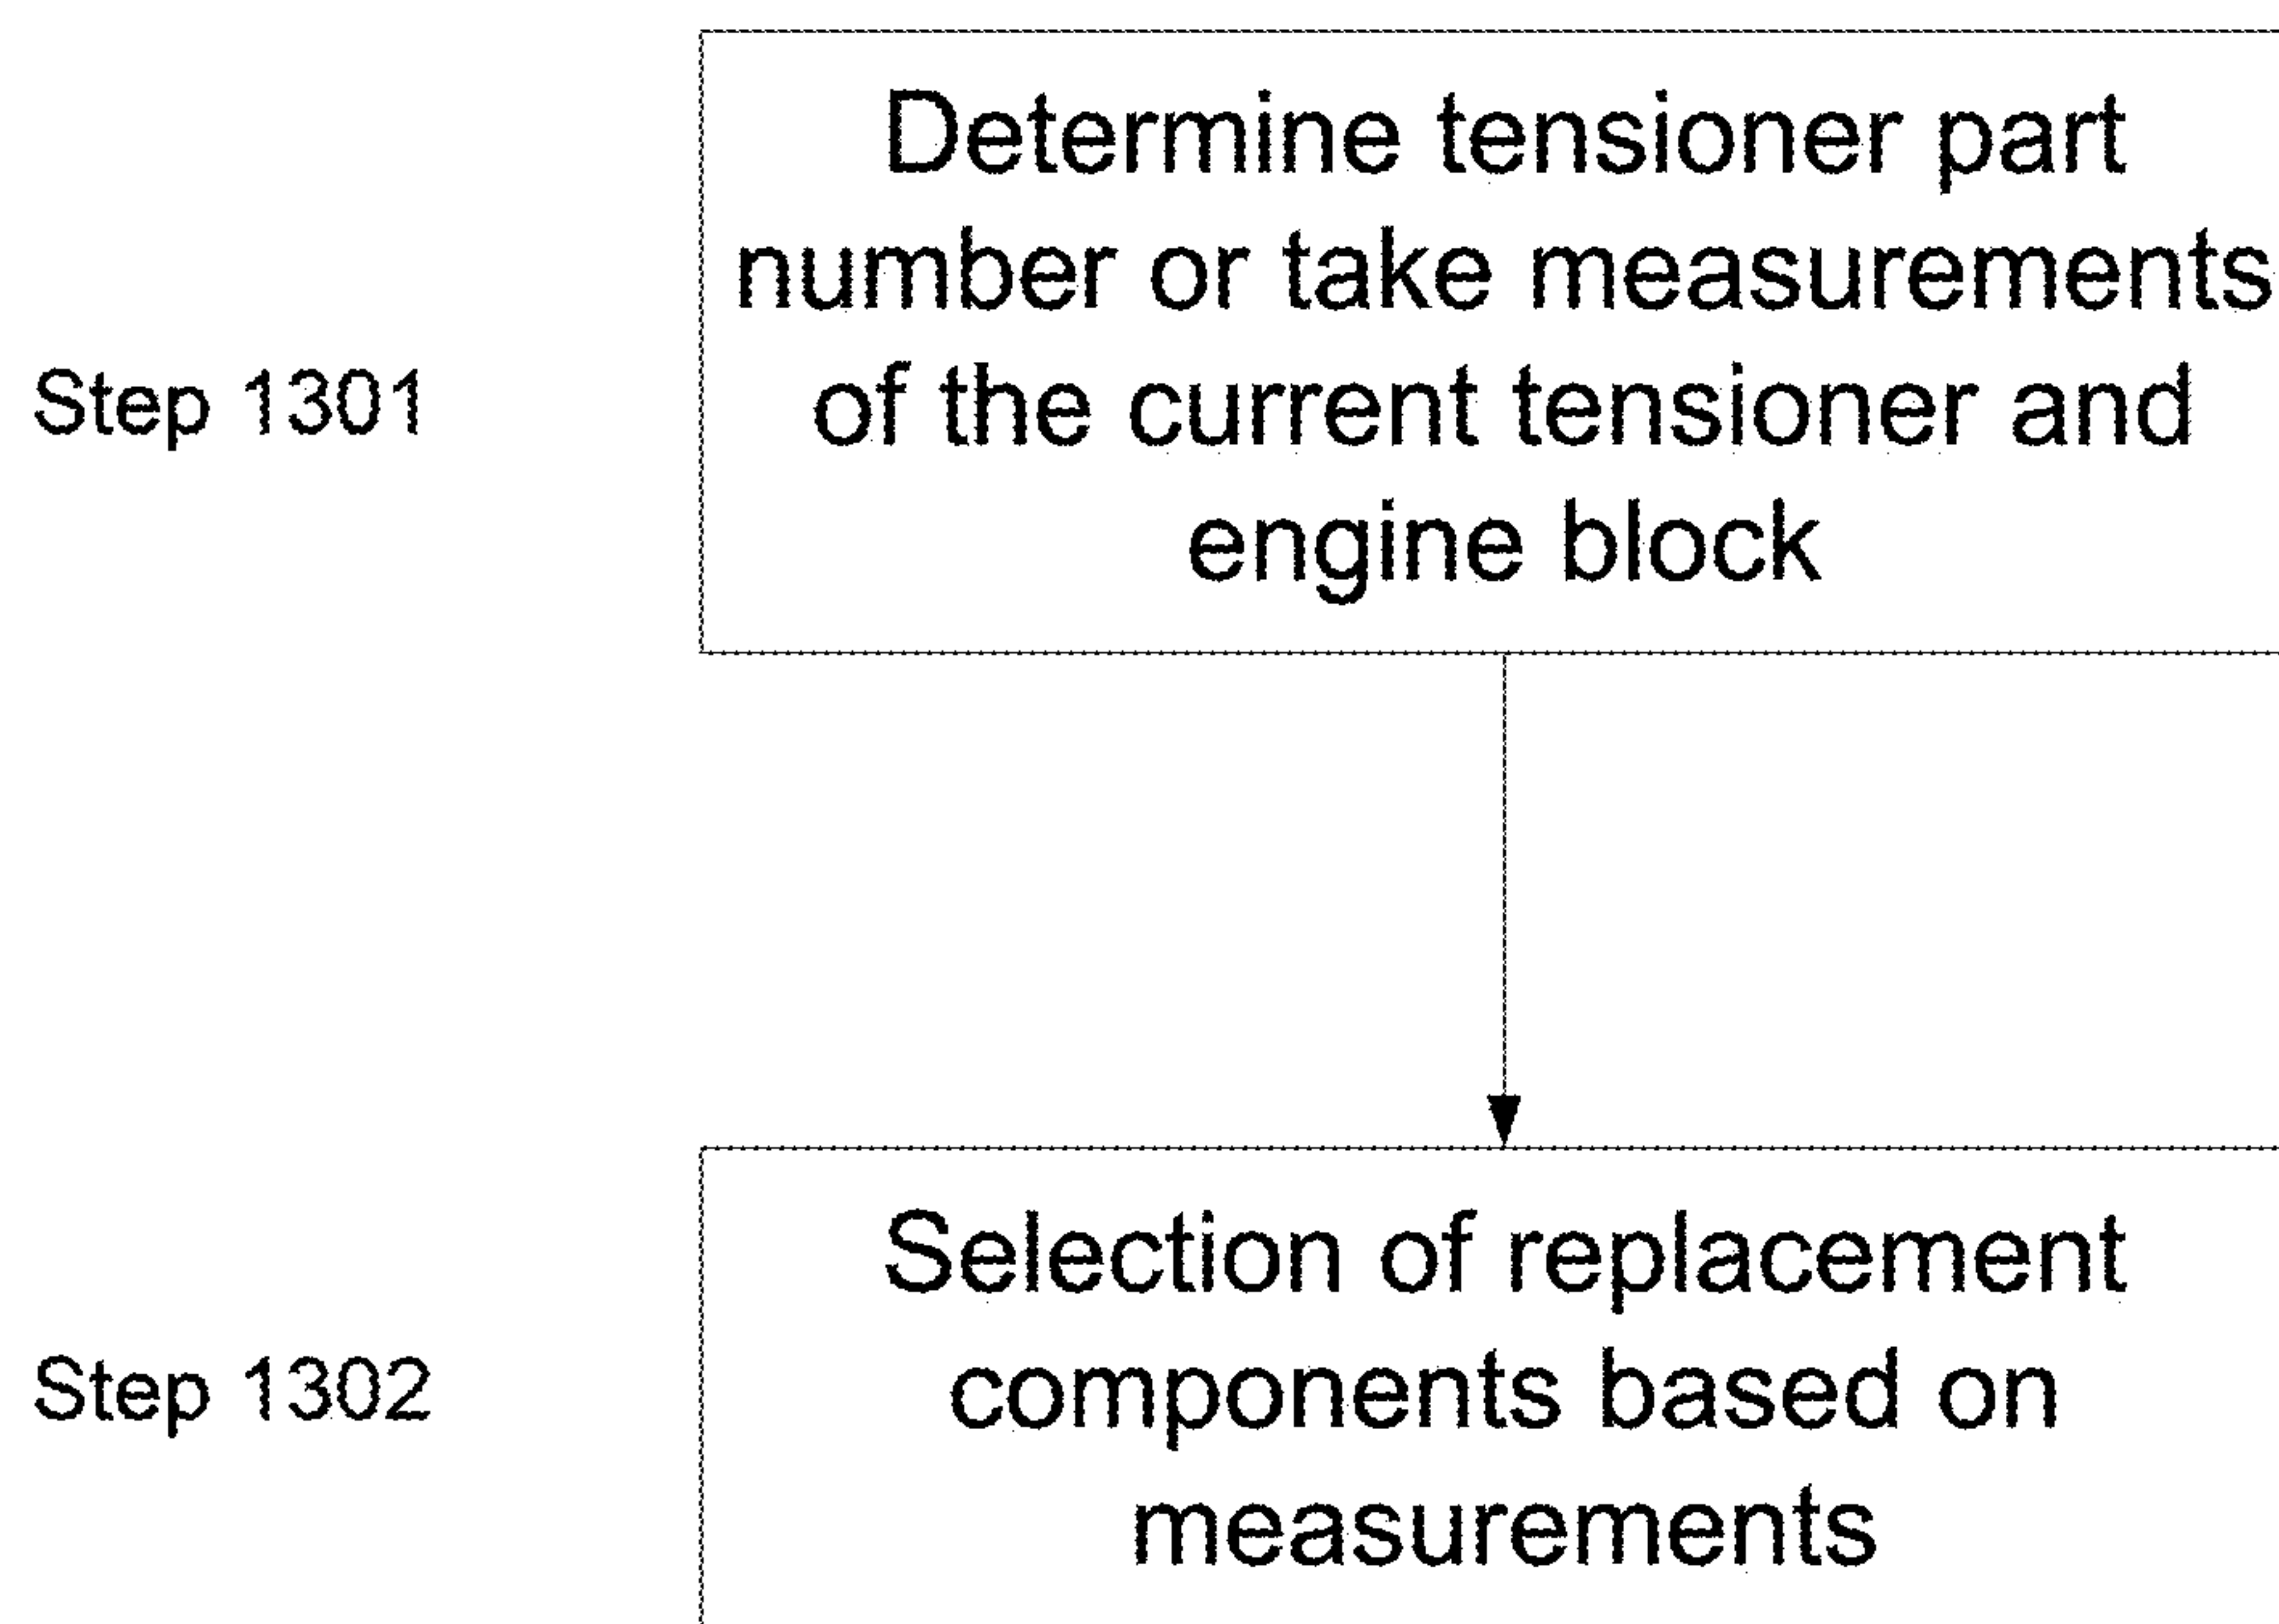 Determine tensioner part
number or take measurements
Step 1301
of the current tensioner and
engine block
Selection of replacement
Step 1302
components based on
measurements